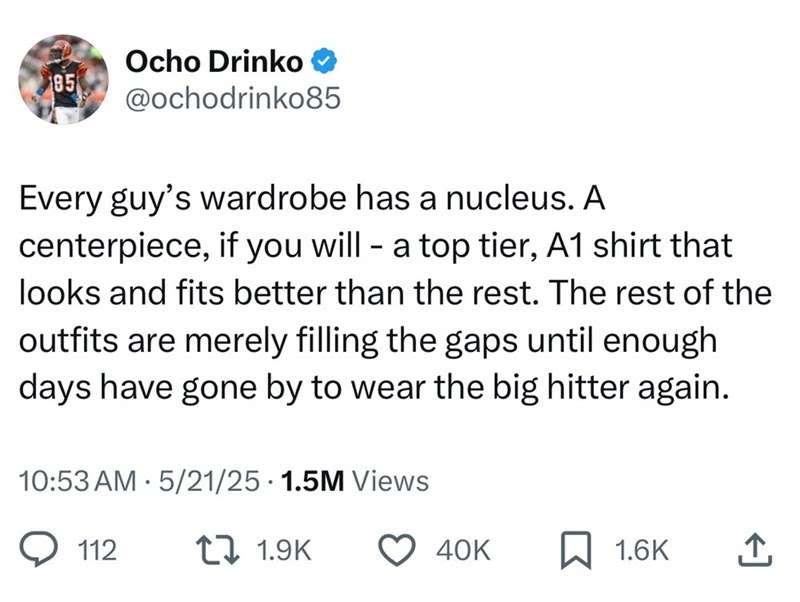 85
Ocho Drinko
@ochodrinko85
Every guy’s wardrobe has a nucleus. A
centerpiece, if you will - a top tier, A1 shirt that
looks and fits better than the rest. The rest of the
outfits are merely filling the gaps until enough
days have gone by to wear the big hitter again.
10:53 AM · 5/21/25 · 1.5M Views
112 1.9K 40K 1.6K